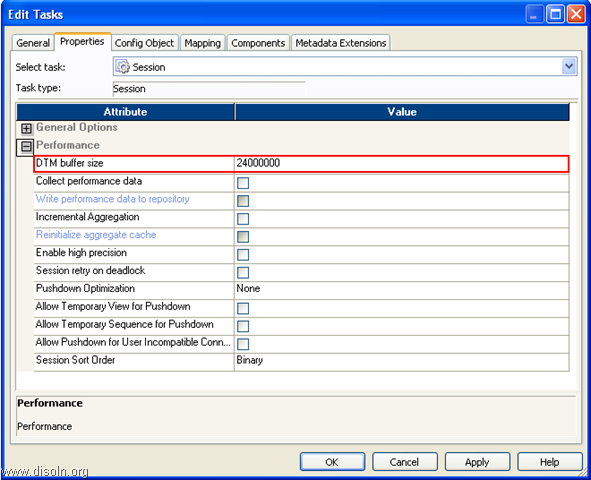 Edit Tasks
General Properties Config Object Mapping Components Metadata Extensions
Select task: Session
Task type: Session
Attribute Value
General Options
Performance
DTM buffer size 24000000
Collect performance data
Write performance data to repository
Incremental Aggregation
Reinitialize aggregate cache
Enable high precision
Session retry on deadlock
Pushdown Optimization None
Allow Temporary View for Pushdown
Allow Temporary Sequence for Pushdown
Allow Pushdown for User Incompatible Conn...
Session Sort Order Binary
Performance
Performance
OK Cancel Apply Help
www.disoln.org